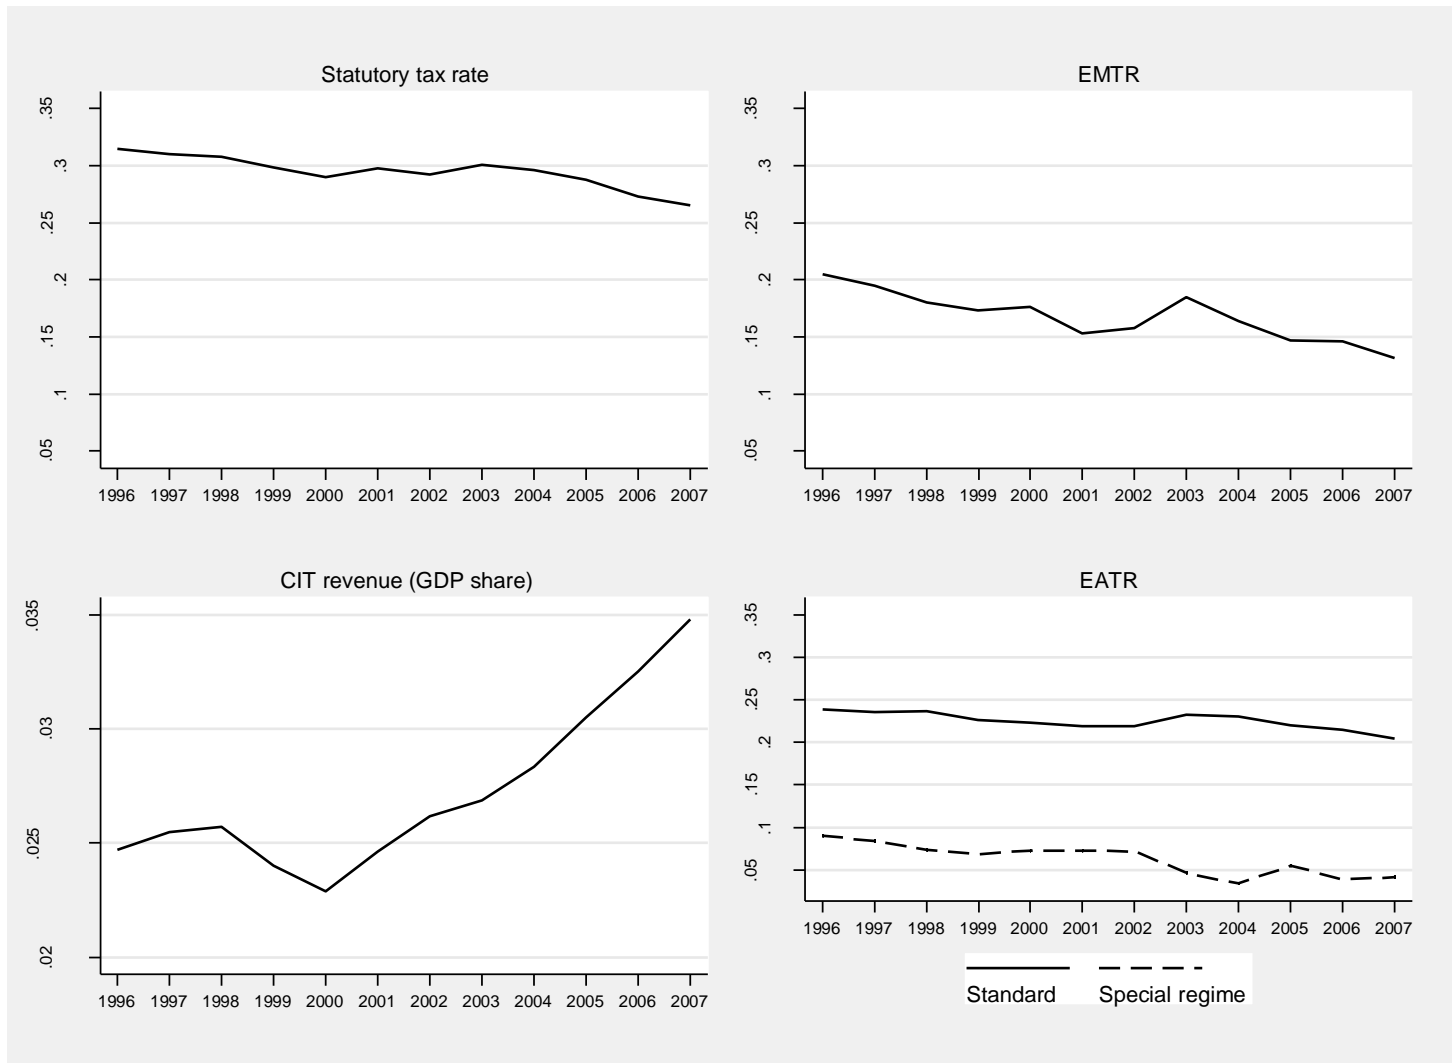 Statutory tax rate
.35
.3
.25
.2
.15
.1
.05
1996 1997 1998 1999 2000 2001 2002 2003 2004 2005 2006 2007
EMTR
.35
.3
.25
.2
.15
.1
.05
1996 1997 1998 1999 2000 2001 2002 2003 2004 2005 2006 2007
CIT revenue (GDP share)
.035
.03
.025
.02
1996 1997 1998 1999 2000 2001 2002 2003 2004 2005 2006 2007
EATR
.35
.3
.25
.2
.15
.1
.05
1996 1997 1998 1999 2000 2001 2002 2003 2004 2005 2006 2007
Standard Special regime